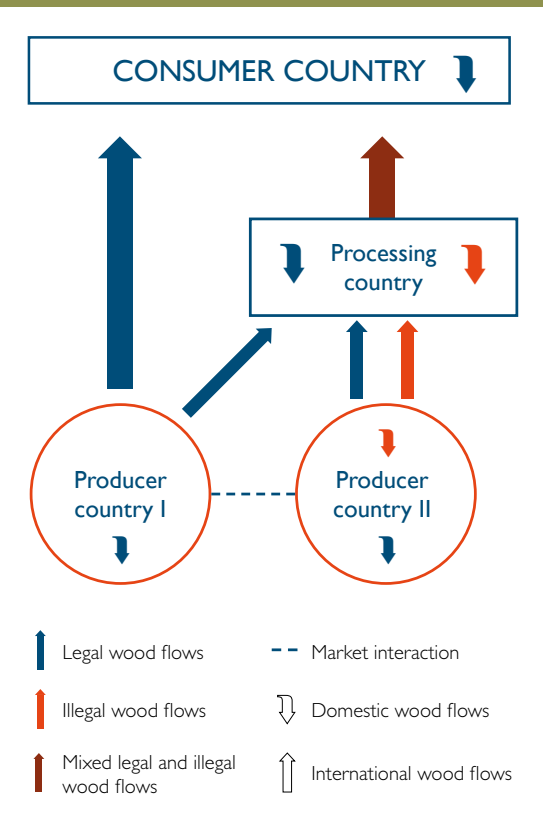 CONSUMER COUNTRY
Processing
country
Producer
country I
Producer
country II
Legal wood flows
Market interaction
Illegal wood flows
Domestic wood flows
Mixed legal and illegal
wood flows
International wood flows